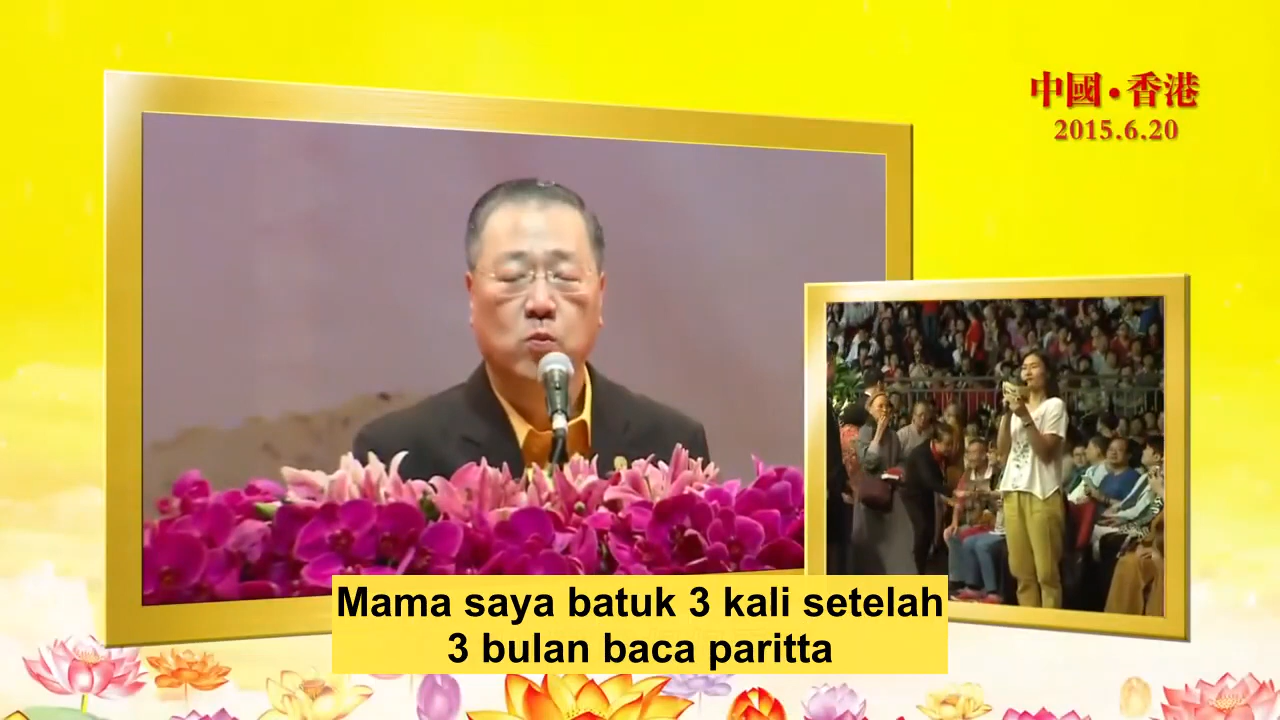 中國•香港
2015.6.20
Mama saya batuk 3 kali setelah
3 bulan baca paritta